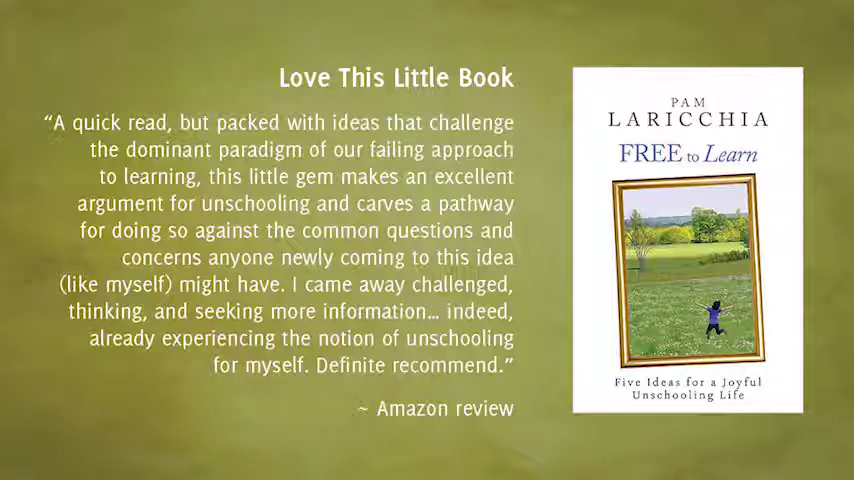 Love This Little Book
“A quick read, but packed with ideas that challenge
the dominant paradigm of our failing approach
to learning, this little gem makes an excellent
argument for unschooling and carves a pathway
for doing so against the common questions and
concerns anyone newly coming to this idea
(like myself) might have. I came away challenged,
thinking, and seeking more information... indeed,
already experiencing the notion of unschooling
for myself. Definite recommend.”
~ Amazon review
PAM
LARICCHIA
FREE to Learn
Five Ideas for a Joyful
Unschooling Life